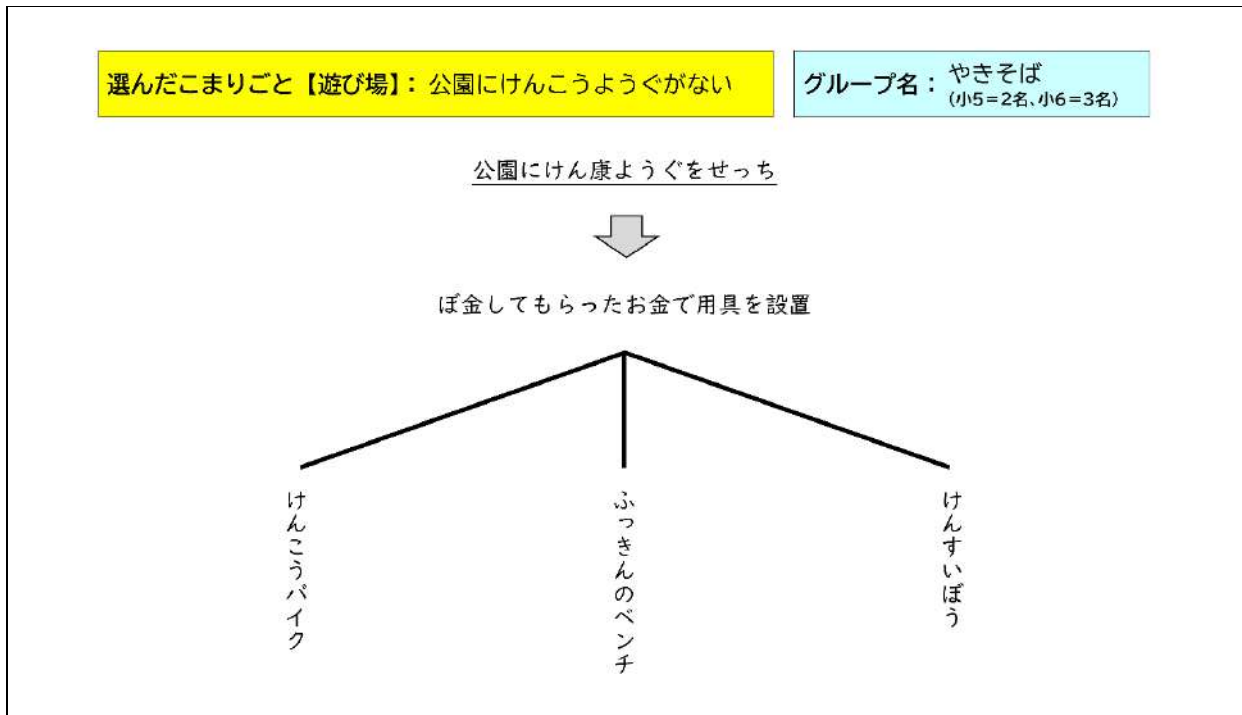 選んだこまりごと【遊び場】：公園にけんこうようぐがない
グループ名：やきそば
（小5＝2名、小6＝3名）
公園にけん康ようぐをせっち
ぼ金してもらったお金で用具を設置
けんこうバイク
ふっきんのベンチ
けんすいぼう